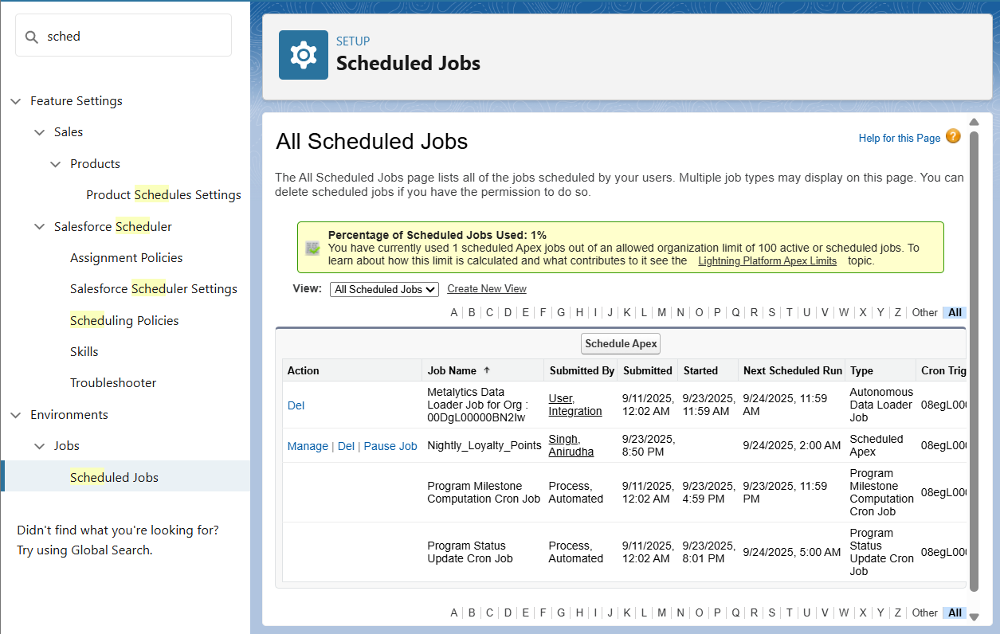 sched
Feature Settings
Sales
Products
Product Schedules Settings
Salesforce Scheduler
Assignment Policies
Salesforce Scheduler Settings
Scheduling Policies
Skills
Troubleshooter
Environments
Jobs
Scheduled Jobs
Didn't find what you're looking for?
Try using Global Search.
SETUP
Scheduled Jobs
All Scheduled Jobs
Help for this Page ?
The All Scheduled Jobs page lists all of the jobs scheduled by your users. Multiple job types may display on this page. You can
delete scheduled jobs if you have the permission to do so.
Percentage of Scheduled Jobs Used: 1%
You have currently used 1 scheduled Apex jobs out of an allowed organization limit of 100 active or scheduled jobs. To
learn about how this limit is calculated and what contributes to it see the Lightning Platform Apex Limits topic.
View: All Scheduled Jobs Create New View
A | B | C | D | E | F | G | H | I | J | K | L | M | N | O | P | Q | R | S | T | U | V | W | X | Y | Z | Other | All
Schedule Apex
Action Job Name ↑ Submitted By Submitted Started Next Scheduled Run Type Cron Trig
Del
Metalytics Data
Loader Job for Org :
00DgL00000BN2Iw
User,
Integration
9/11/2025,
12:02 AM
9/23/2025,
11:59 AM
9/24/2025, 11:59
AM
Autonomous
Data Loader
Job
08egL000
Manage | Del | Pause Job
Nightly_Loyalty_Points
Singh,
Anirudha
9/23/2025,
8:50 PM
9/24/2025, 2:00 AM
Scheduled
Apex
08egL000
Program Milestone
Computation Cron Job
Process,
Automated
9/11/2025,
12:02 AM
9/23/2025,
4:59 PM
9/23/2025, 11:59
PM
Program
Milestone
Computation
Cron Job
08egL000
Program Status
Update Cron Job
Process,
Automated
9/11/2025,
12:02 AM
9/23/2025,
8:01 PM
9/24/2025, 5:00 AM
Program
Status
Update Cron
Job
08egL000
A | B | C | D | E | F | G | H | I | J | K | L | M | N | O | P | Q | R | S | T | U | V | W | X | Y | Z | Other | All